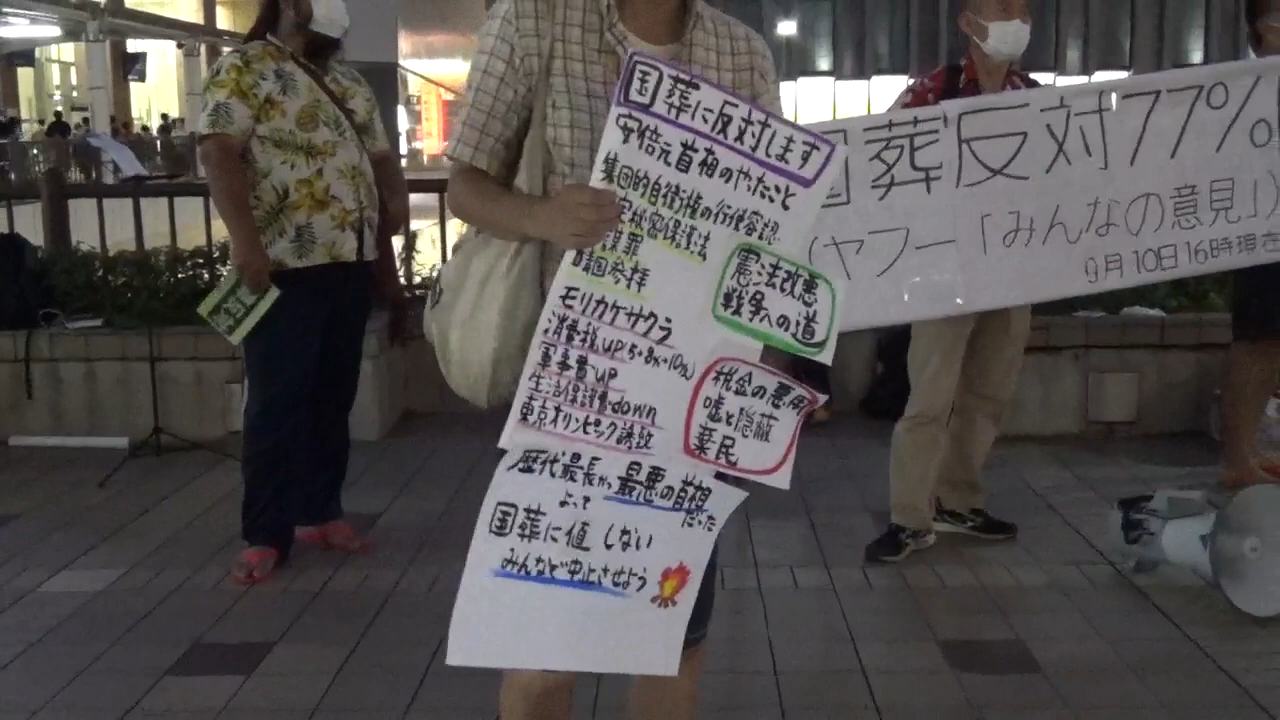 国葬に反対します
安倍元首相のやったこと
集団的自衛権の行使容認
定秘密保護法
謀罪
靖国参拝
モリカケサクラ
消費税up(5→8%→10%)
軍事費up
生活保護費down
東京オリンピック誘致
憲法改悪
戦争への道
税金の悪用
嘘と隠蔽
棄民
歴代最長かつ最悪の首相
だった
よって
国葬に値しない
みんなで中止させよう
国葬反対77%
(ヤフー「みんなの意見」)
9月10日16時現在